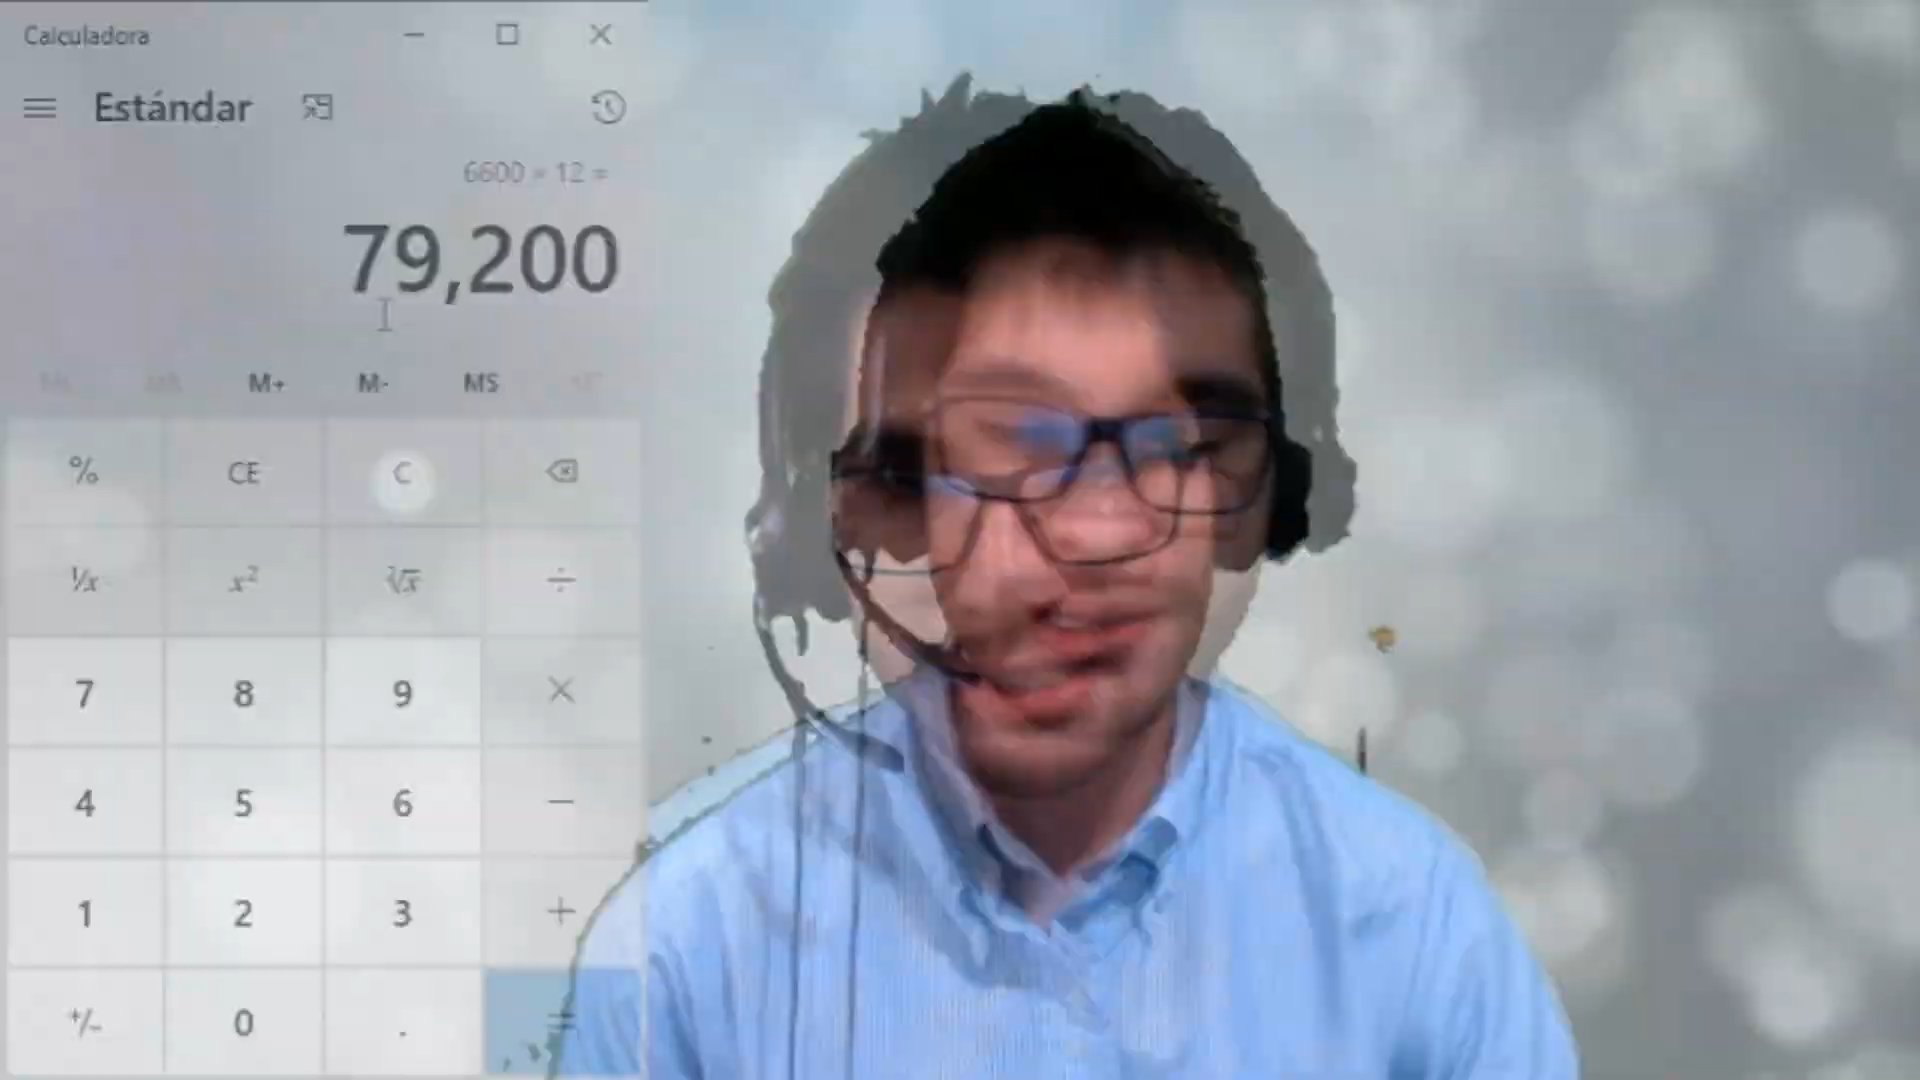 Calculadora
Estándar
6600 × 12 =
79,200
M+ M- MS
% CE C
⅟x x² ²√x ÷
7 8 9 ×
4 5 6 −
1 2 3 +
+/- 0 . =